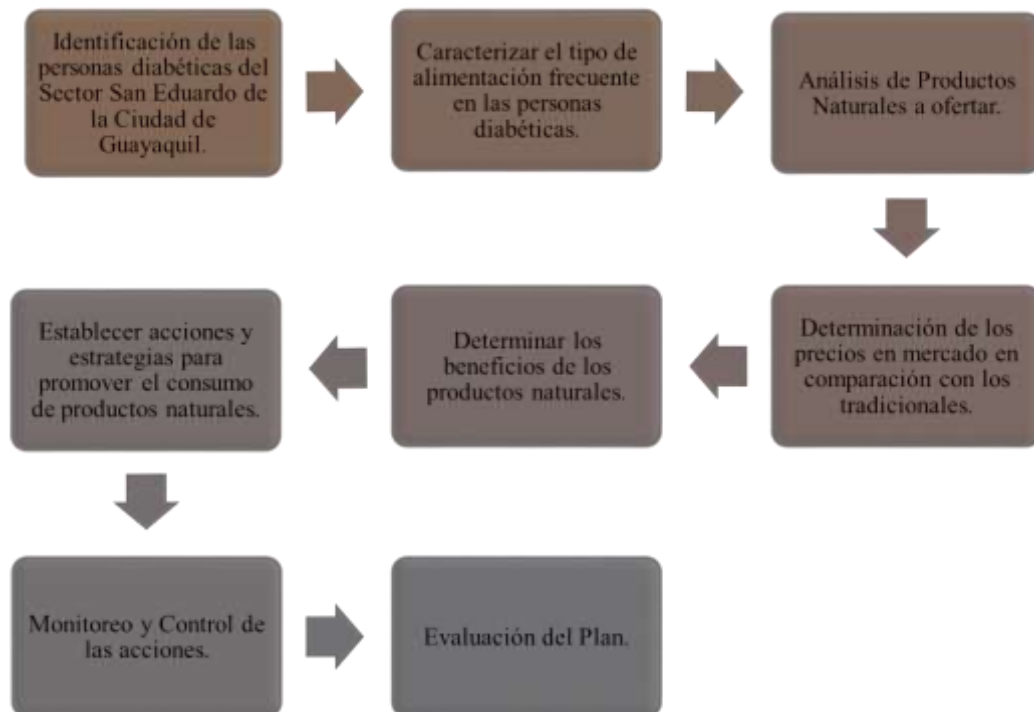 Identificación de las
personas diabéticas del
Sector San Eduardo de
la Ciudad de
Guayaquil.
Caracterizar el tipo de
alimentación frecuente
en las personas
diabéticas.
Análisis de Productos
Naturales a ofertar.
Determinación de los
precios en mercado en
comparación con los
tradicionales.
Determinar los
beneficios de los
productos naturales.
Establecer acciones y
estrategias para
promover el consumo
de productos naturales.
Monitoreo y Control de
las acciones.
Evaluación del Plan.